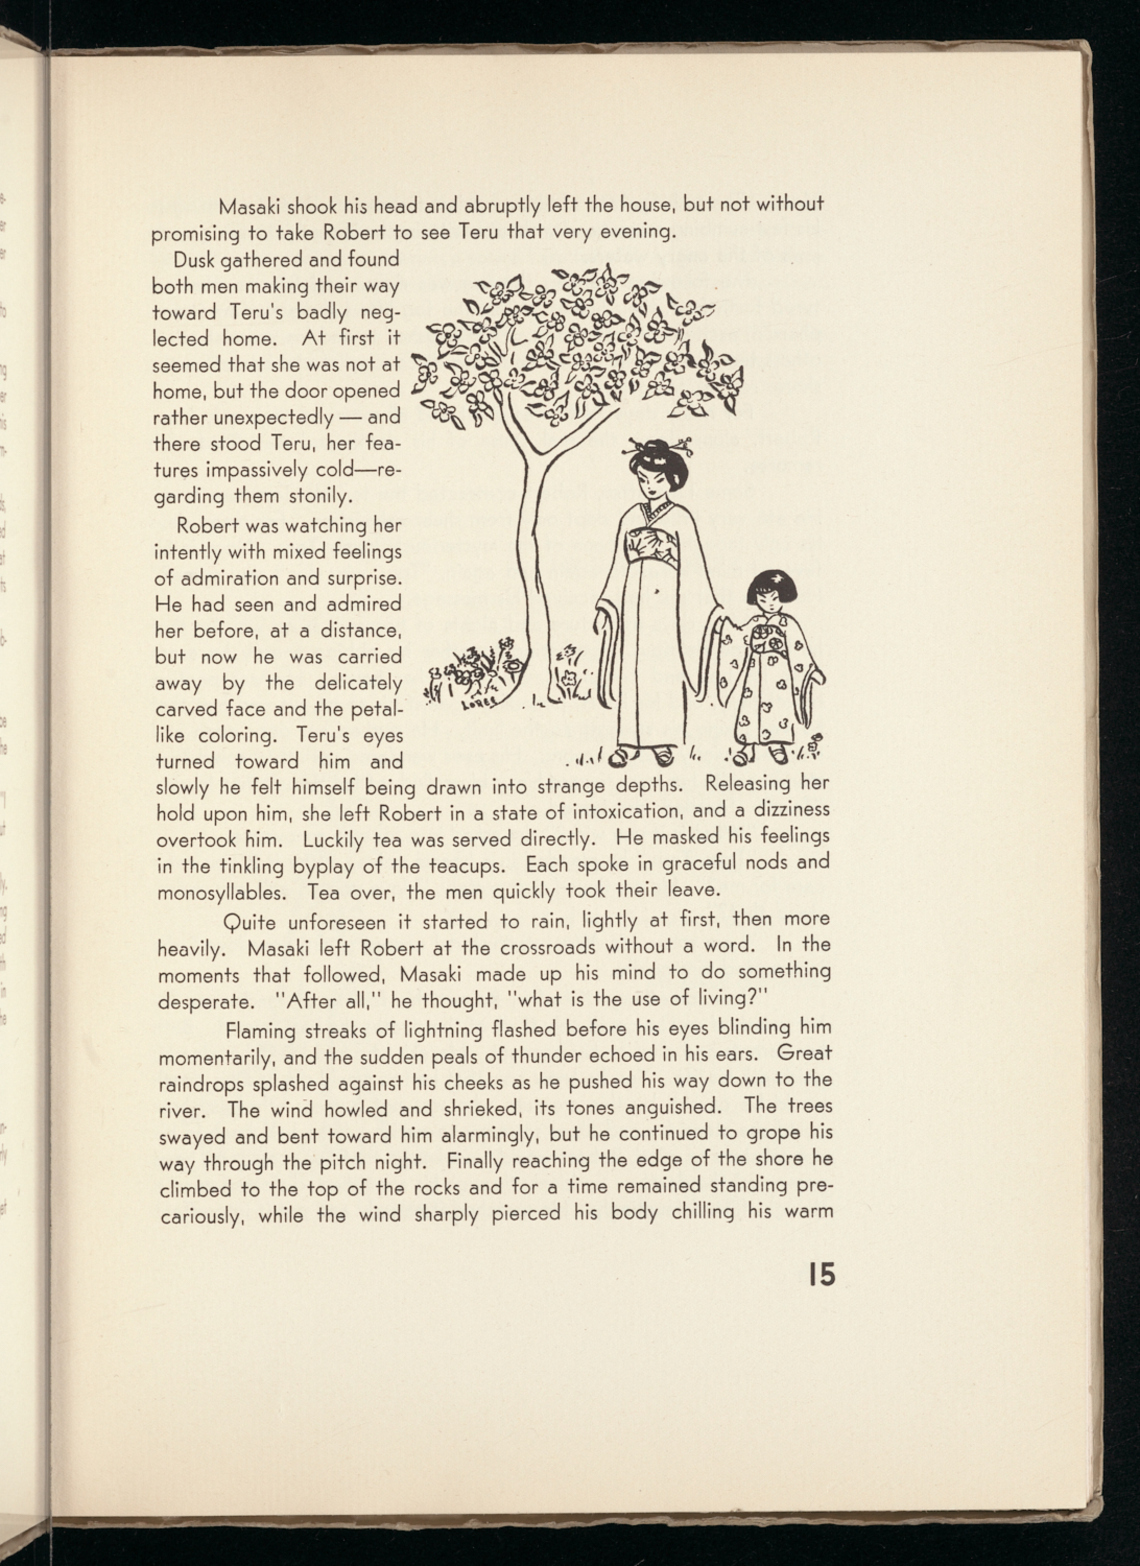 Masaki shook his head and abruptly left the house, but not without
promising to take Robert to see Teru that very evening.
Dusk gathered and found
both men making their way
toward Teru's badly neg-
lected home. At first it
seemed that she was not at
home, but the door opened
rather unexpectedly — and
there stood Teru, her fea-
tures impassively cold—re-
garding them stonily.
Robert was watching her
intently with mixed feelings
of admiration and surprise.
He had seen and admired
her before, at a distance,
but now he was carried
away by the delicately
carved face and the petal-
like coloring. Teru's eyes
turned toward him and
slowly he felt himself being drawn into strange depths. Releasing her
hold upon him, she left Robert in a state of intoxication, and a dizziness
overtook him. Luckily tea was served directly. He masked his feelings
in the tinkling byplay of the teacups. Each spoke in graceful nods and
monosyllables. Tea over, the men quickly took their leave.
Quite unforeseen it started to rain, lightly at first, then more
heavily. Masaki left Robert at the crossroads without a word. In the
moments that followed, Masaki made up his mind to do something
desperate. "After all," he thought, "what is the use of living?"
Flaming streaks of lightning flashed before his eyes blinding him
momentarily, and the sudden peals of thunder echoed in his ears. Great
raindrops splashed against his cheeks as he pushed his way down to the
river. The wind howled and shrieked, its tones anguished. The trees
swayed and bent toward him alarmingly, but he continued to grope his
way through the pitch night. Finally reaching the edge of the shore he
climbed to the top of the rocks and for a time remained standing pre-
cariously, while the wind sharply pierced his body chilling his warm
15